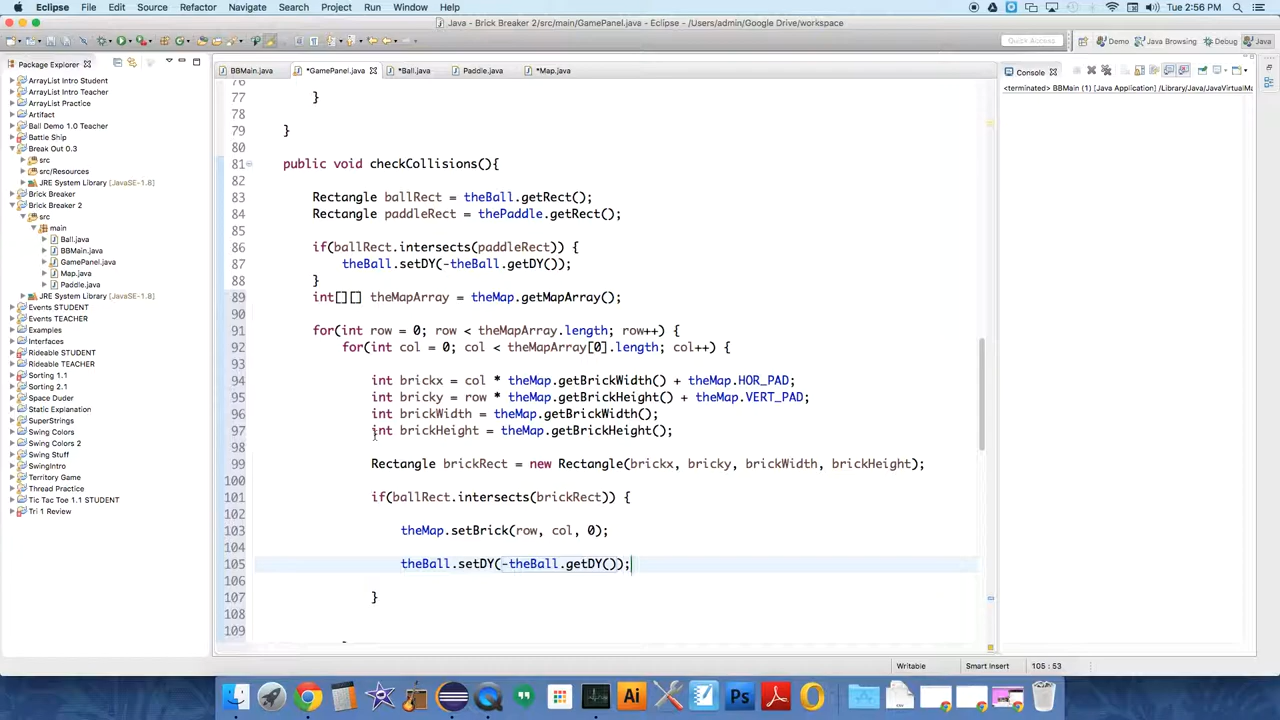 Eclipse File Edit Source Refactor Navigate Search Project Run Window Help Tue 2:56 PM
Java - Brick Breaker 2/src/main/GamePanel.java - Eclipse - /Users/admin/Google Drive/workspace
Quick Access Demo Java Browsing Debug Java
Package Explorer
ArrayList Intro Student
ArrayList Intro Teacher
ArrayList Practice
Artifact
Ball Demo 1.0 Teacher
Battle Ship
Break Out 0.3
src
src/Resources
JRE System Library [JavaSE-1.8]
Brick Breaker
Brick Breaker 2
src
main
Ball.java
BBMain.java
GamePanel.java
Map.java
Paddle.java
JRE System Library [JavaSE-1.8]
Events STUDENT
Events TEACHER
Examples
Interfaces
Rideable STUDENT
Rideable TEACHER
Sorting 1.1
Sorting 2.1
Space Duder
Static Explanation
SuperStrings
Swing Colors
Swing Colors 2
Swing Stuff
SwingIntro
Territory Game
Thread Practice
Tic Tac Toe 1.1 STUDENT
Tri 1 Review
BBMain.java *GamePanel.java *Ball.java Paddle.java *Map.java
76
77 }
78
79 }
80
81 public void checkCollisions(){
82
83 Rectangle ballRect = theBall.getRect();
84 Rectangle paddleRect = thePaddle.getRect();
85
86 if(ballRect.intersects(paddleRect)) {
87 theBall.setDY(-theBall.getDY());
88 }
89 int[][] theMapArray = theMap.getMapArray();
90
91 for(int row = 0; row < theMapArray.length; row++) {
92 for(int col = 0; col < theMapArray[0].length; col++) {
93
94 int brickx = col * theMap.getBrickWidth() + theMap.HOR_PAD;
95 int bricky = row * theMap.getBrickHeight() + theMap.VERT_PAD;
96 int brickWidth = theMap.getBrickWidth();
97 int brickHeight = theMap.getBrickHeight();
98
99 Rectangle brickRect = new Rectangle(brickx, bricky, brickWidth, brickHeight);
100
101 if(ballRect.intersects(brickRect)) {
102
103 theMap.setBrick(row, col, 0);
104
105 theBall.setDY(-theBall.getDY());
106
107 }
108
109
Console
<terminated> BBMain (1) [Java Application] /Library/Java/JavaVirtualMa
Writable Smart Insert 105 : 53
Ai Ps